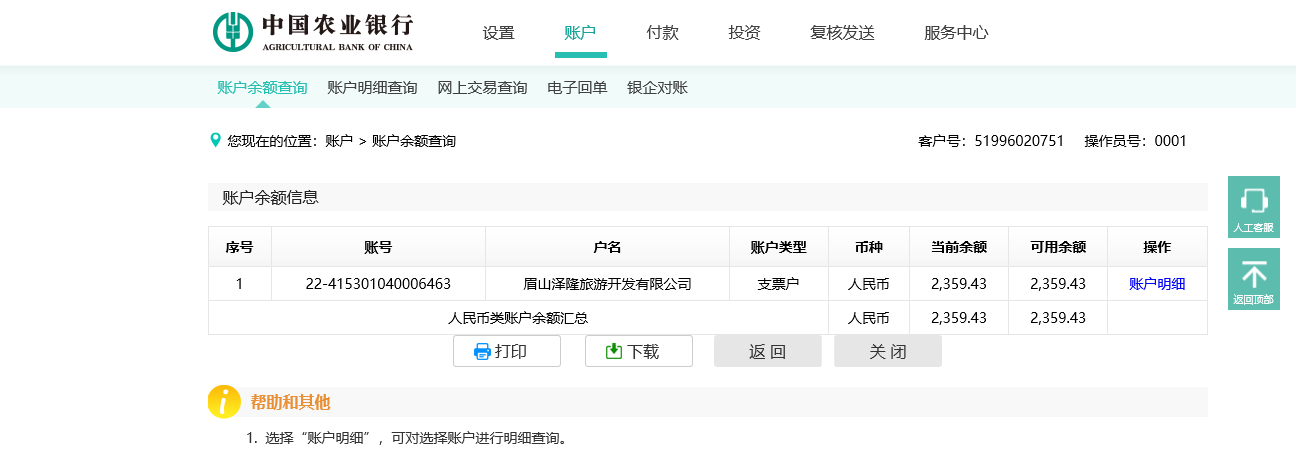 中国农业银行
AGRICULTURAL BANK OF CHINA
设置 账户 付款 投资 复核发送 服务中心
账户余额查询 账户明细查询 网上交易查询 电子回单 银企对账
您现在的位置：账户 > 账户余额查询 客户号：51996020751 操作员号：0001
人工客服
返回顶部
账户余额信息
序号 账号 户名 账户类型 币种 当前余额 可用余额 操作
1 22-415301040006463 眉山泽隆旅游开发有限公司 支票户 人民币 2,359.43 2,359.43 账户明细
人民币类账户余额汇总 人民币 2,359.43 2,359.43
打印 下载 返 回 关 闭
i 帮助和其他
1. 选择“账户明细”，可对选择账户进行明细查询。